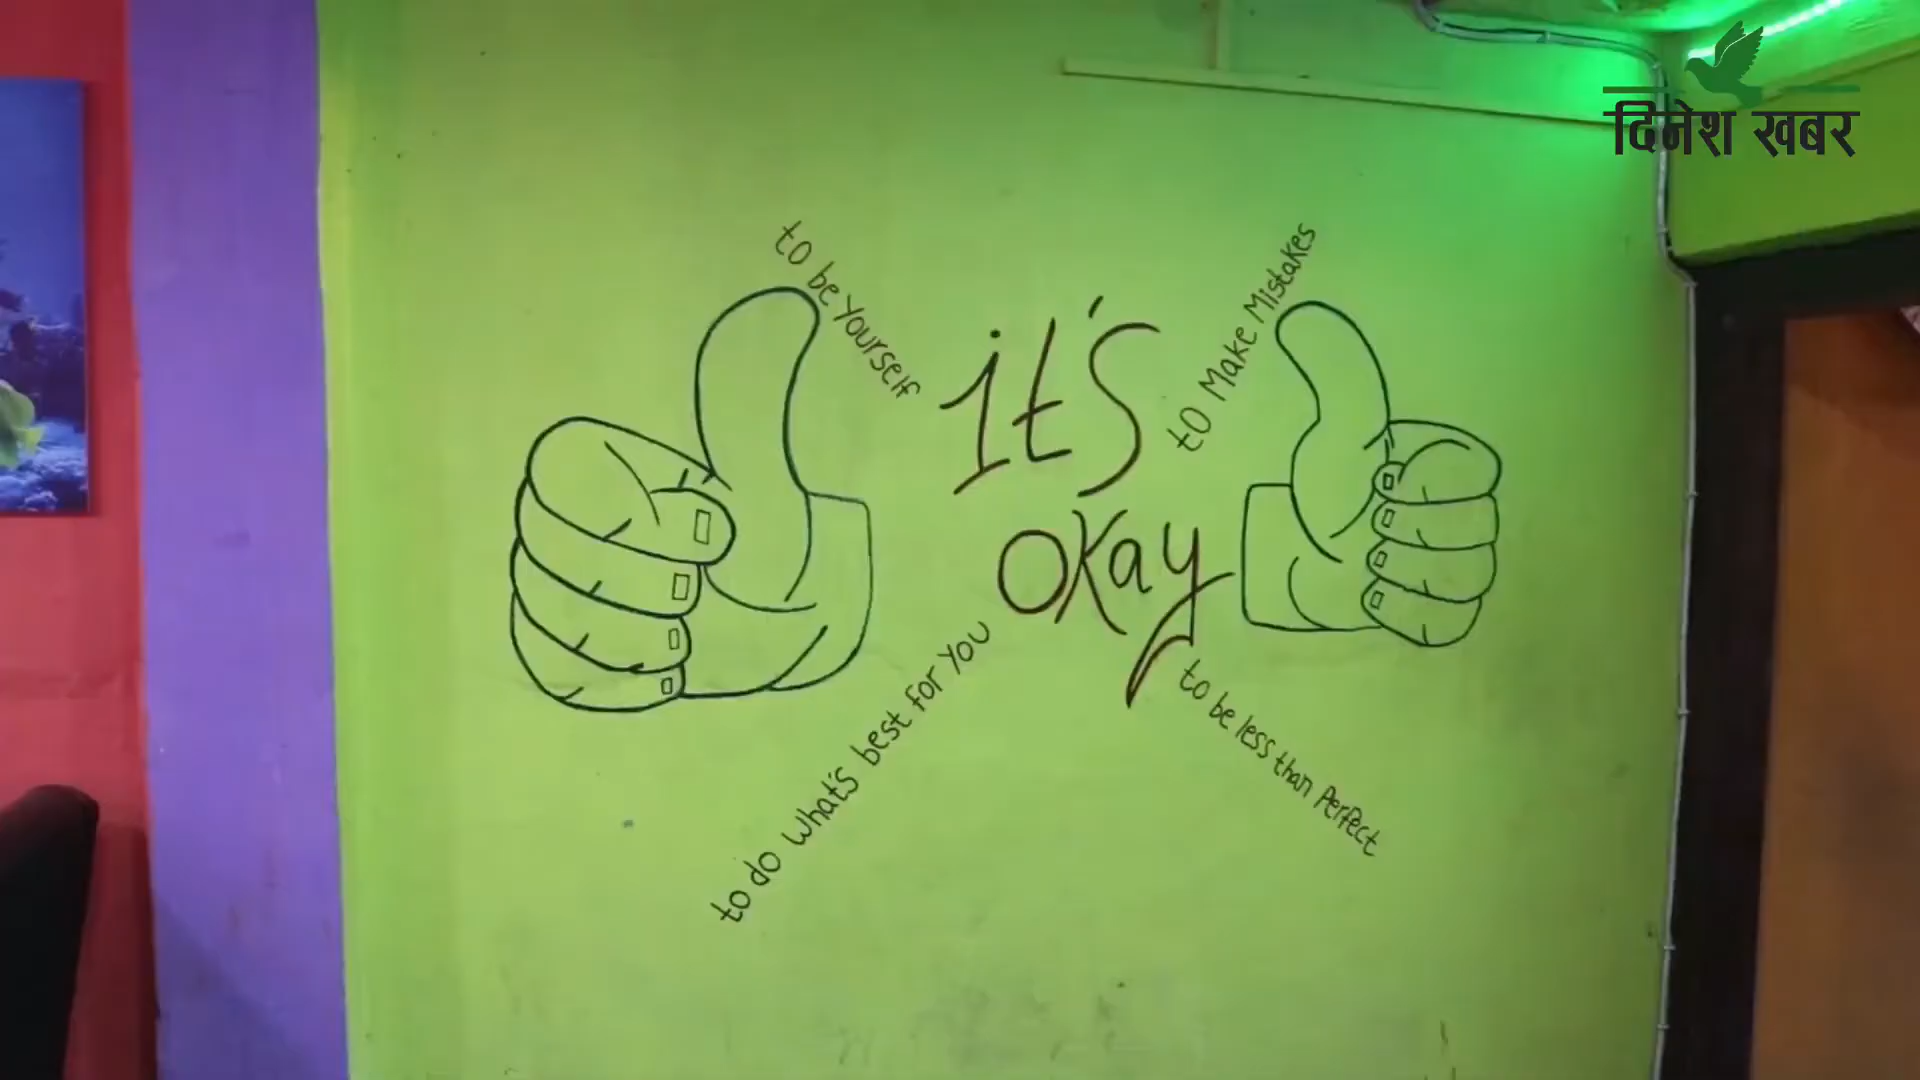 दिनेश खबर
to be Yourself
it's
okay
to Make Mistakes
to do What's best for You
to be less than Perfect